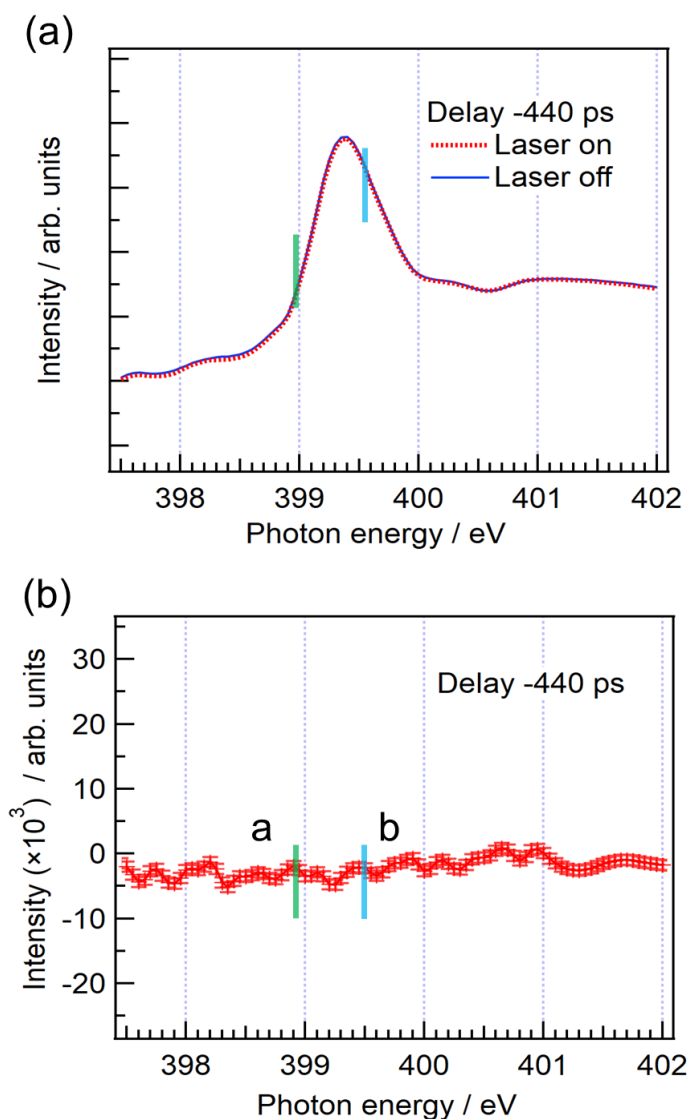 (a)
Delay -440 ps
Laser on
Laser off
Intensity / arb. units
398 399 400 401 402
Photon energy / eV
(b)
30
Delay -440 ps
20
10
a b
0
-10
-20
Intensity (×10³) / arb. units
398 399 400 401 402
Photon energy / eV